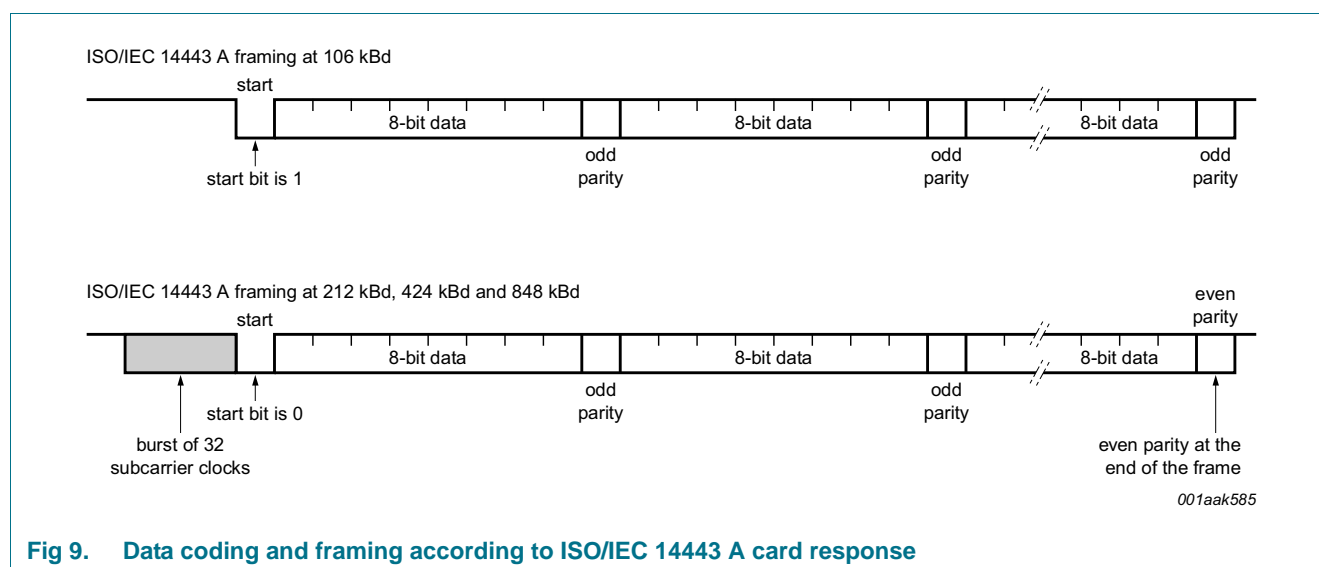 ISO/IEC 14443 A framing at 106 kBd
start
8-bit data
8-bit data
8-bit data
start bit is 1
odd
parity
odd
parity
odd
parity
ISO/IEC 14443 A framing at 212 kBd, 424 kBd and 848 kBd
start
even
parity
8-bit data
8-bit data
8-bit data
start bit is 0
odd
parity
odd
parity
burst of 32
subcarrier clocks
even parity at the
end of the frame
001aak585
Fig 9. Data coding and framing according to ISO/IEC 14443 A card response